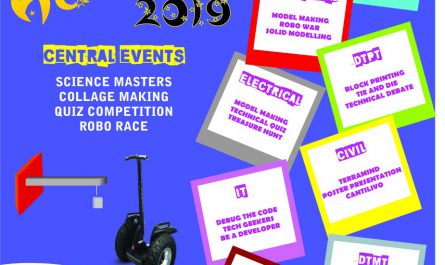 2019
CENTRAL EVENTS
SCIENCE MASTERS
COLLAGE MAKING
QUIZ COMPETITION
ROBO RACE
MODEL MAKING
ROBO WAR
SOLID MODELLING
DTPT
BLOCK PRINTING
TIE AND DIE
TECHNICAL DEBATE
ELECTRICAL
MODEL MAKING
TECHNICAL QUIZ
TREASURE HUNT
CIVIL
TERRAMIND
POSTER PRESENTATION
CANTILIVO
IT
DEBUG THE CODE
TECH GEEKERS
BE A DEVELOPER
DTMT